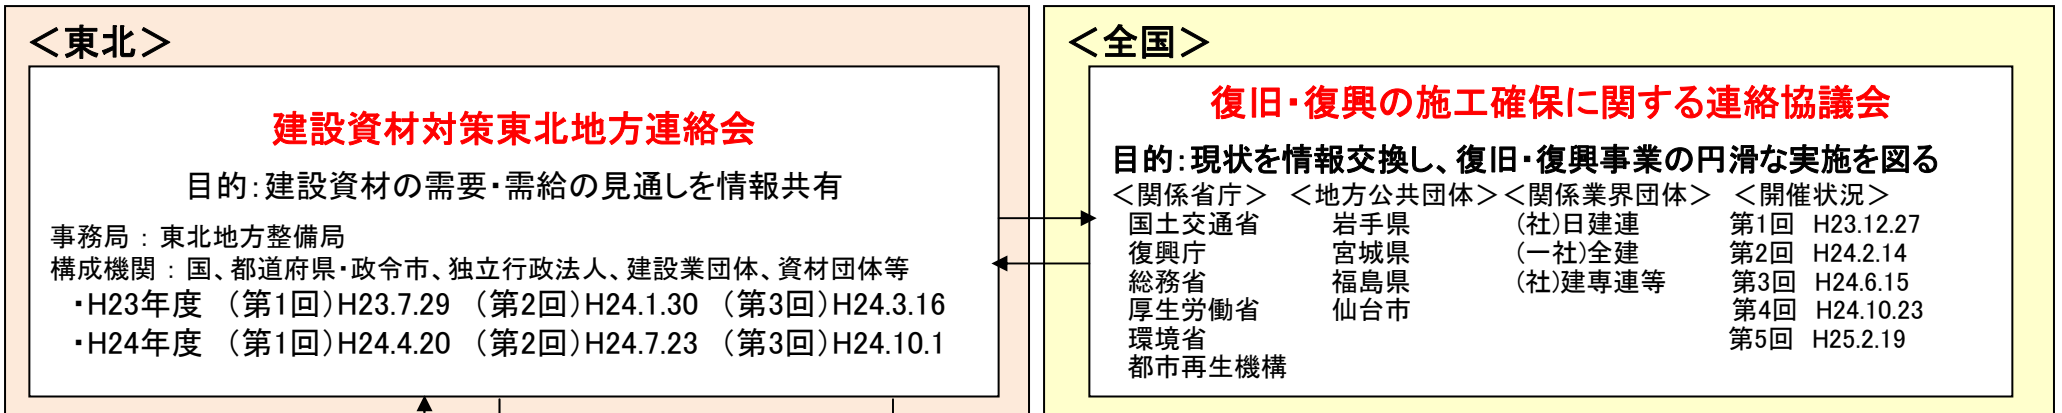 ＜東北＞
建設資材対策東北地方連絡会
目的：建設資材の需要・需給の見通しを情報共有
事務局 ： 東北地方整備局
構成機関 ： 国、都道府県・政令市、独立行政法人、建設業団体、資材団体等
・H23年度 （第1回）H23.7.29 （第2回）H24.1.30 （第3回）H24.3.16
・H24年度 （第1回）H24.4.20 （第2回）H24.7.23 （第3回）H24.10.1
＜全国＞
復旧・復興の施工確保に関する連絡協議会
目的：現状を情報交換し、復旧・復興事業の円滑な実施を図る
＜関係省庁＞ ＜地方公共団体＞ ＜関係業界団体＞ ＜開催状況＞
国土交通省 岩手県 (社)日建連 第1回 H23.12.27
復興庁 宮城県 (一社)全建 第2回 H24.2.14
総務省 福島県 (社)建専連等 第3回 H24.6.15
厚生労働省 仙台市 第4回 H24.10.23
環境省 第5回 H25.2.19
都市再生機構